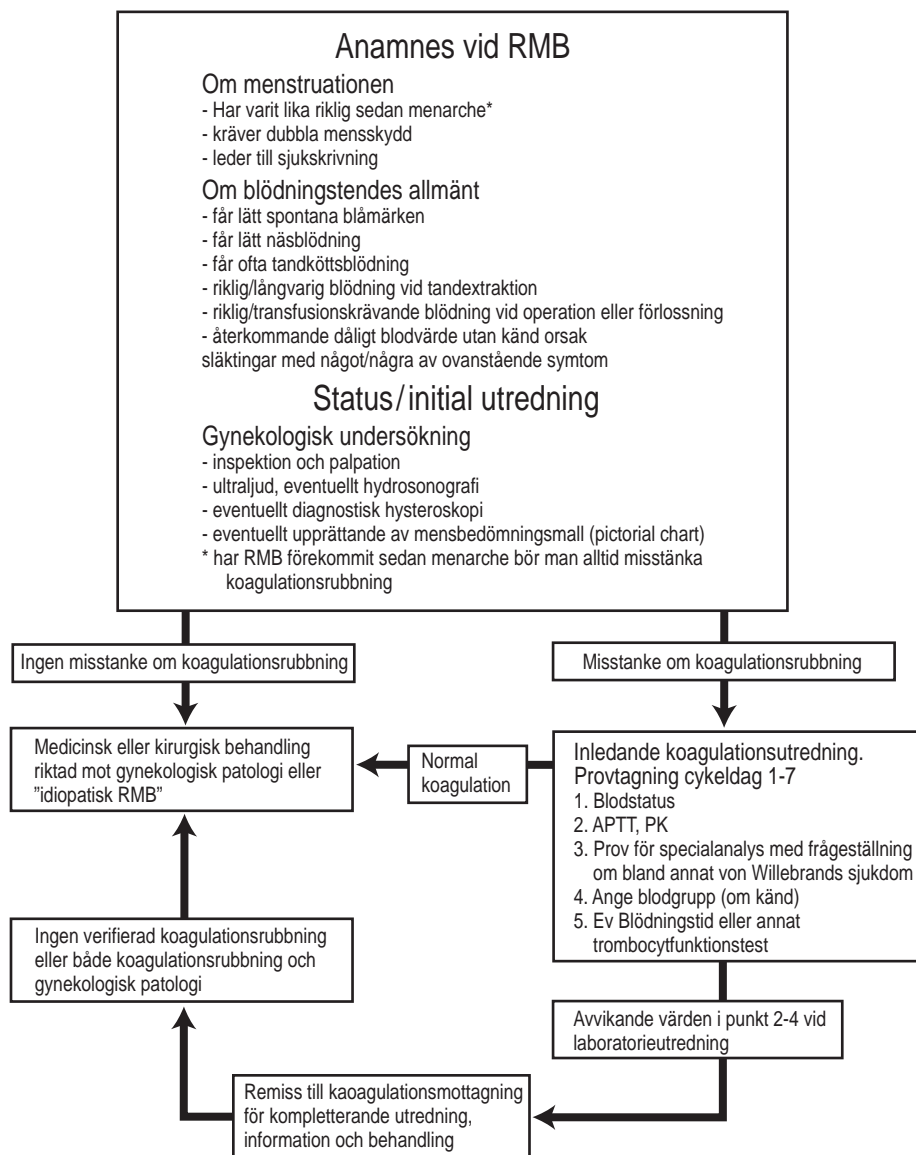 Anamnes vid RMB
Om menstruationen
- Har varit lika riklig sedan menarche*
- kräver dubbla mensskydd
- leder till sjukskrivning
Om blödningstendes allmänt
- får lätt spontana blåmärken
- får lätt näsblödning
- får ofta tandköttsblödning
- riklig/långvarig blödning vid tandextraktion
- riklig/transfusionskrävande blödning vid operation eller förlossning
- återkommande dåligt blodvärde utan känd orsak
släktingar med något/några av ovanstående symtom
Status/initial utredning
Gynekologisk undersökning
- inspektion och palpation
- ultraljud, eventuellt hydrosonografi
- eventuellt diagnostisk hysteroskopi
- eventuellt upprättande av mensbedömningsmall (pictorial chart)
* har RMB förekommit sedan menarche bör man alltid misstänka
koagulationsrubbning
Ingen misstanke om koagulationsrubbning
Misstanke om koagulationsrubbning
Medicinsk eller kirurgisk behandling
riktad mot gynekologisk patologi eller
"idiopatisk RMB"
Normal
koagulation
Inledande koagulationsutredning.
Provtagning cykeldag 1-7
1. Blodstatus
2. APTT, PK
3. Prov för specialanalys med frågeställning
om bland annat von Willebrands sjukdom
4. Ange blodgrupp (om känd)
5. Ev Blödningstid eller annat
trombocytfunktionstest
Ingen verifierad koagulationsrubbning
eller både koagulationsrubbning och
gynekologisk patologi
Avvikande värden i punkt 2-4 vid
laboratorieutredning
Remiss till kaoagulationsmottagning
för kompletterande utredning,
information och behandling